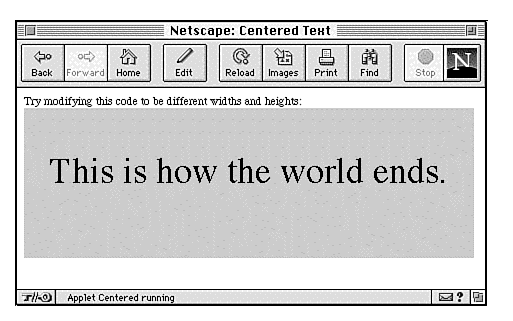 Netscape: Centered Text
Back Forward Home Edit Reload Images Print Find Stop N
Try modifying this code to be different widths and heights:
This is how the world ends.
Applet Centered running ?